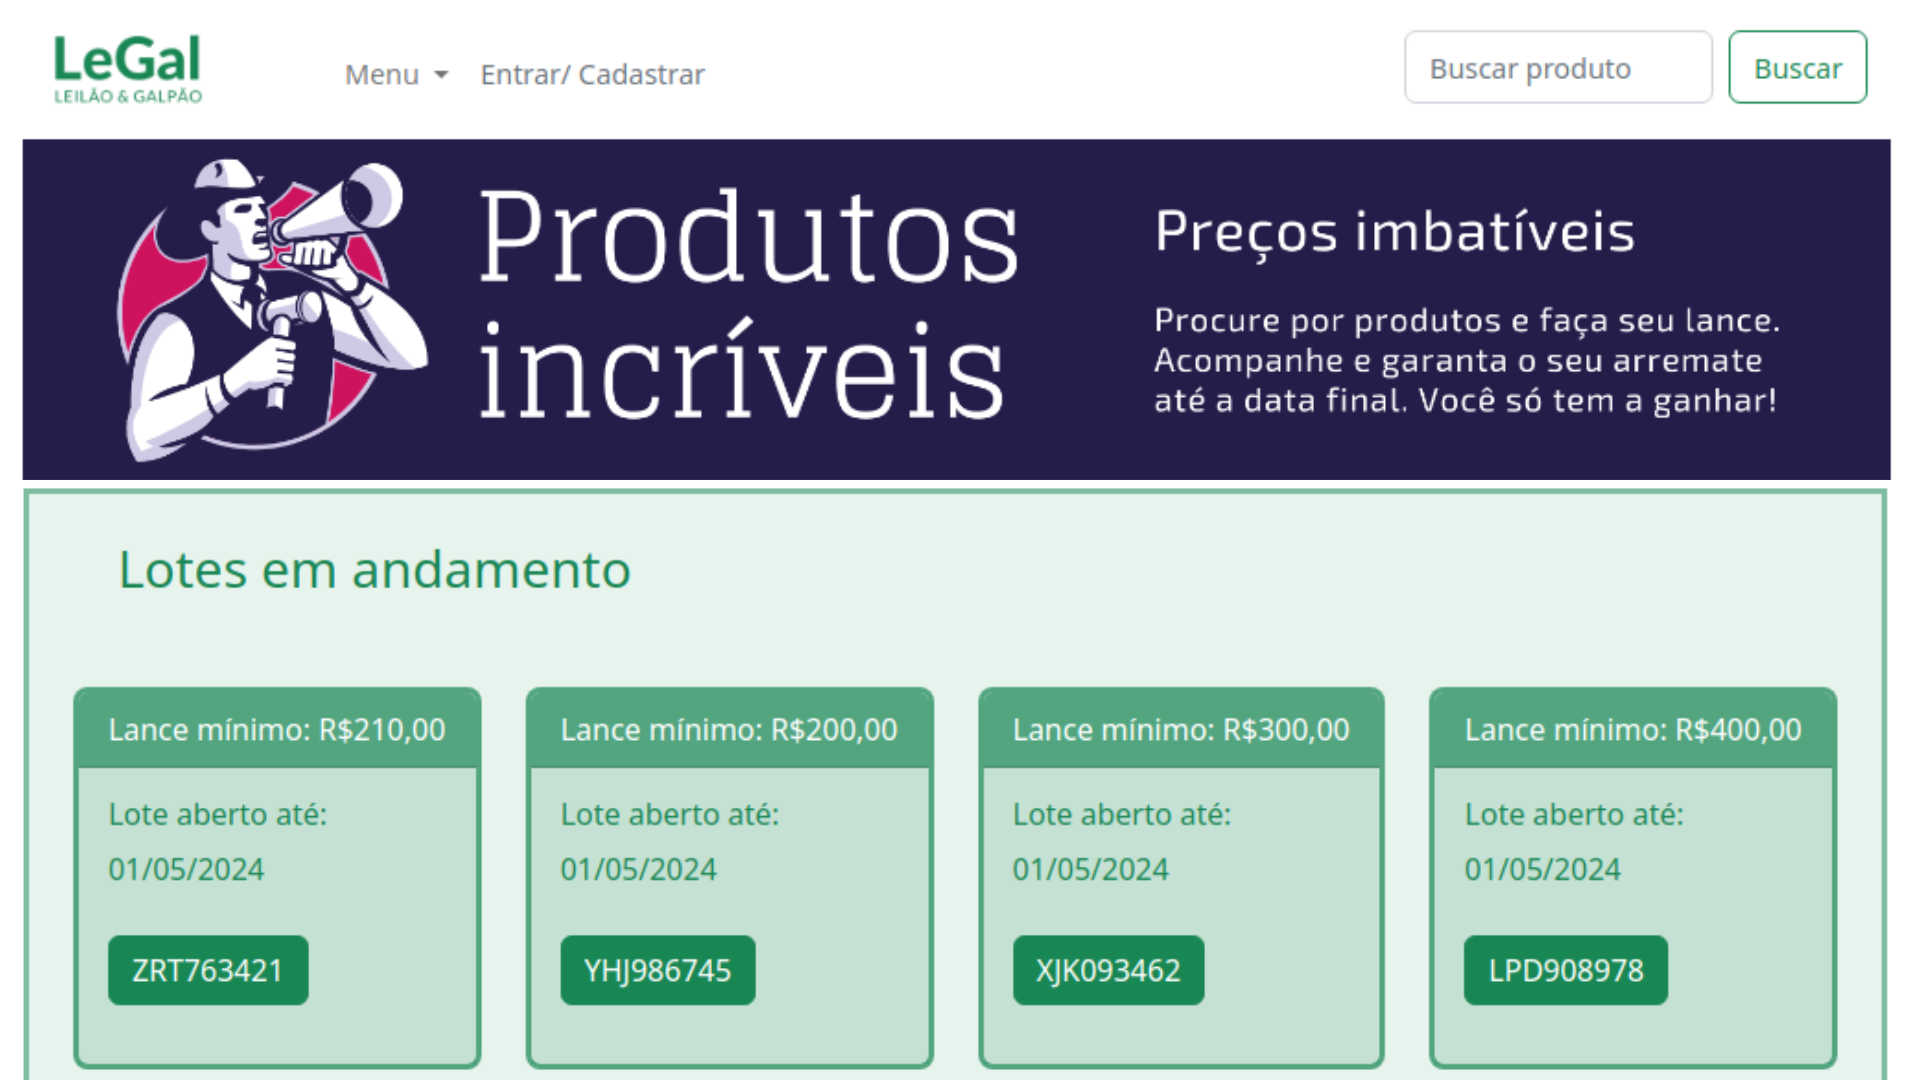 LeGal
LEILÃO & GALPÃO
Menu
Entrar/ Cadastrar
Buscar produto
Buscar
Produtos
incríveis
Preços imbatíveis
Procure por produtos e faça seu lance.
Acompanhe e garanta o seu arremate
até a data final. Você só tem a ganhar!
Lotes em andamento
Lance mínimo: R$210,00
Lote aberto até:
01/05/2024
ZRT763421
Lance mínimo: R$200,00
Lote aberto até:
01/05/2024
YHJ986745
Lance mínimo: R$300,00
Lote aberto até:
01/05/2024
XJK093462
Lance mínimo: R$400,00
Lote aberto até:
01/05/2024
LPD908978